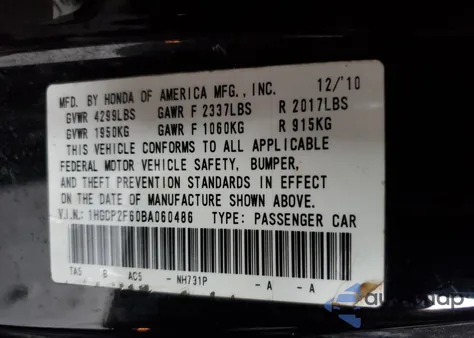 MFD. BY HONDA OF AMERICA MFG., INC. 12/'10
GVWR 4299LBS GAWR F 2337LBS R 2017LBS
GVWR 1950KG GAWR F 1060KG R 915KG
THIS VEHICLE CONFORMS TO ALL APPLICABLE
FEDERAL MOTOR VEHICLE SAFETY, BUMPER,
AND THEFT PREVENTION STANDARDS IN EFFECT
ON THE DATE OF MANUFACTURE SHOWN ABOVE.
V.I.N.: 1HGCP2F60BA060486 TYPE: PASSENGER CAR
TA5 B AC5 - NH731P -A -A